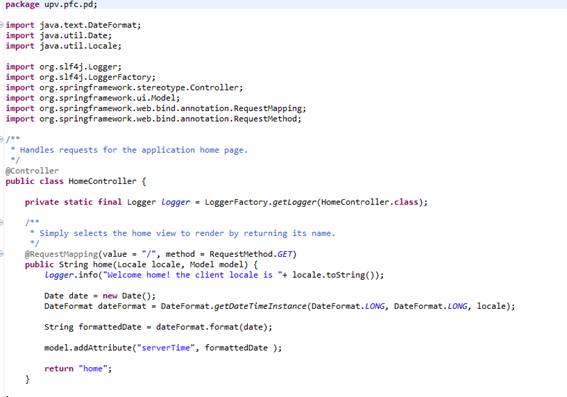 package upv.pfc.pd;
import java.text.DateFormat;
import java.util.Date;
import java.util.Locale;
import org.slf4j.Logger;
import org.slf4j.LoggerFactory;
import org.springframework.stereotype.Controller;
import org.springframework.ui.Model;
import org.springframework.web.bind.annotation.RequestMapping;
import org.springframework.web.bind.annotation.RequestMethod;
/**
 * Handles requests for the application home page.
 */
@Controller
public class HomeController {
    private static final Logger logger = LoggerFactory.getLogger(HomeController.class);
    /**
     * Simply selects the home view to render by returning its name.
     */
    @RequestMapping(value = "/", method = RequestMethod.GET)
    public String home(Locale locale, Model model) {
        logger.info("Welcome home! the client locale is "+ locale.toString());
        Date date = new Date();
        DateFormat dateFormat = DateFormat.getDateTimeInstance(DateFormat.LONG, DateFormat.LONG, locale);
        String formattedDate = dateFormat.format(date);
        model.addAttribute("serverTime", formattedDate );
        return "home";
    }